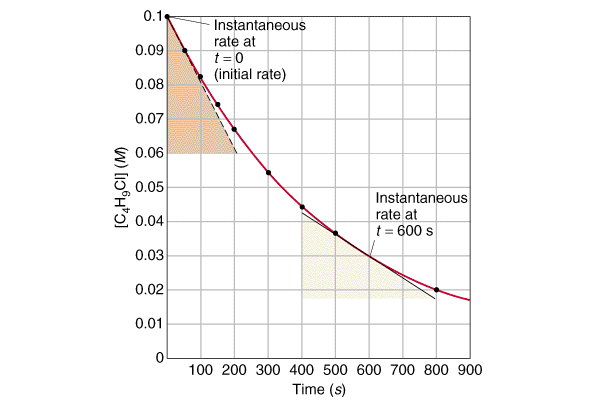 0.1
0.09
0.08
0.07
0.06
0.05
0.04
0.03
0.02
0.01
0
[C₄H₉Cl] (M)
Instantaneous
rate at
t = 0
(initial rate)
Instantaneous
rate at
t = 600 s
100 200 300 400 500 600 700 800 900
Time (s)